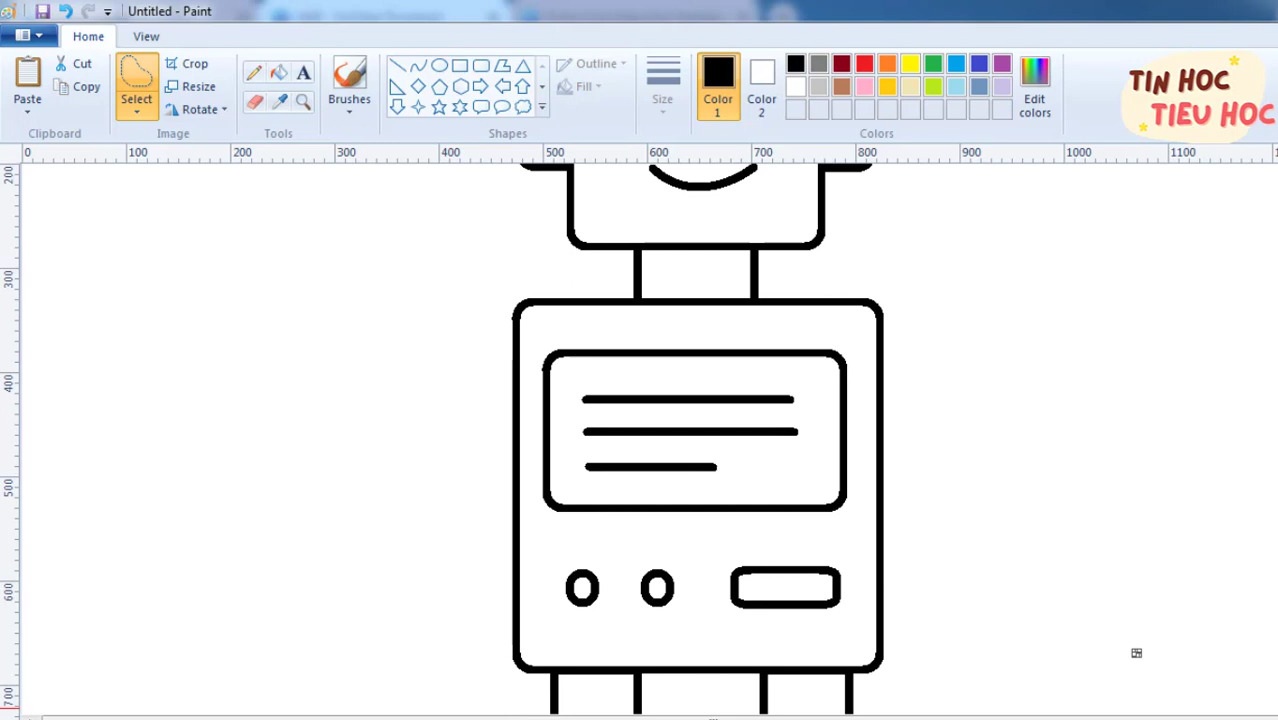 Untitled - Paint
Home View
Paste
Cut
Copy
Clipboard
Select
Crop
Resize
Rotate
Image
A
Tools
Brushes
Outline
Fill
Shapes
Size
Color 1
Color 2
Edit colors
Colors
TIN HOC
TIEU HOC
0 100 200 300 400 500 600 700 800 900 1000 1100
200
300
400
500
600
700